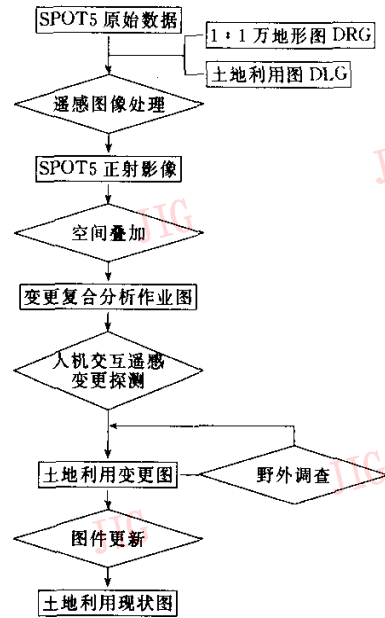 SPOT5 原始数据
1:1万地形图 DRG
土地利用图 DLG
遥感图像处理
SPOT5 正射影像
JIG
空间叠加
变更复合分析作业图
人机交互遥感
变更探测
土地利用变更图
野外调查
JIG
JIG
图件更新
土地利用现状图